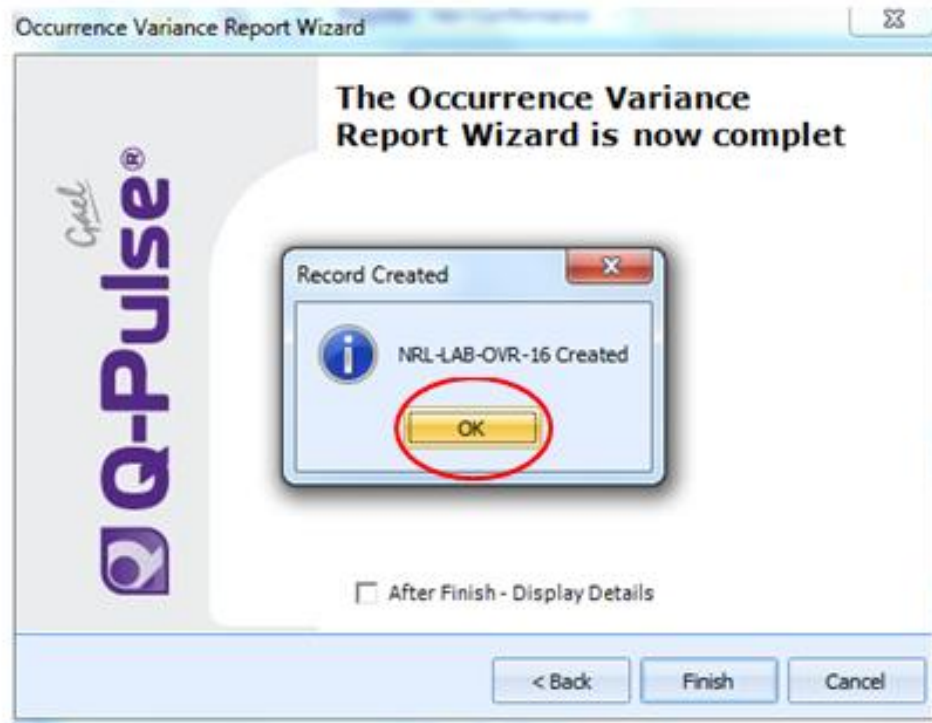 Occurrence Variance Report Wizard
The Occurrence Variance
Report Wizard is now complet
Gael
Q-Pulse®
Record Created
NRL-LAB-OVR-16 Created
OK
After Finish - Display Details
< Back
Finish
Cancel